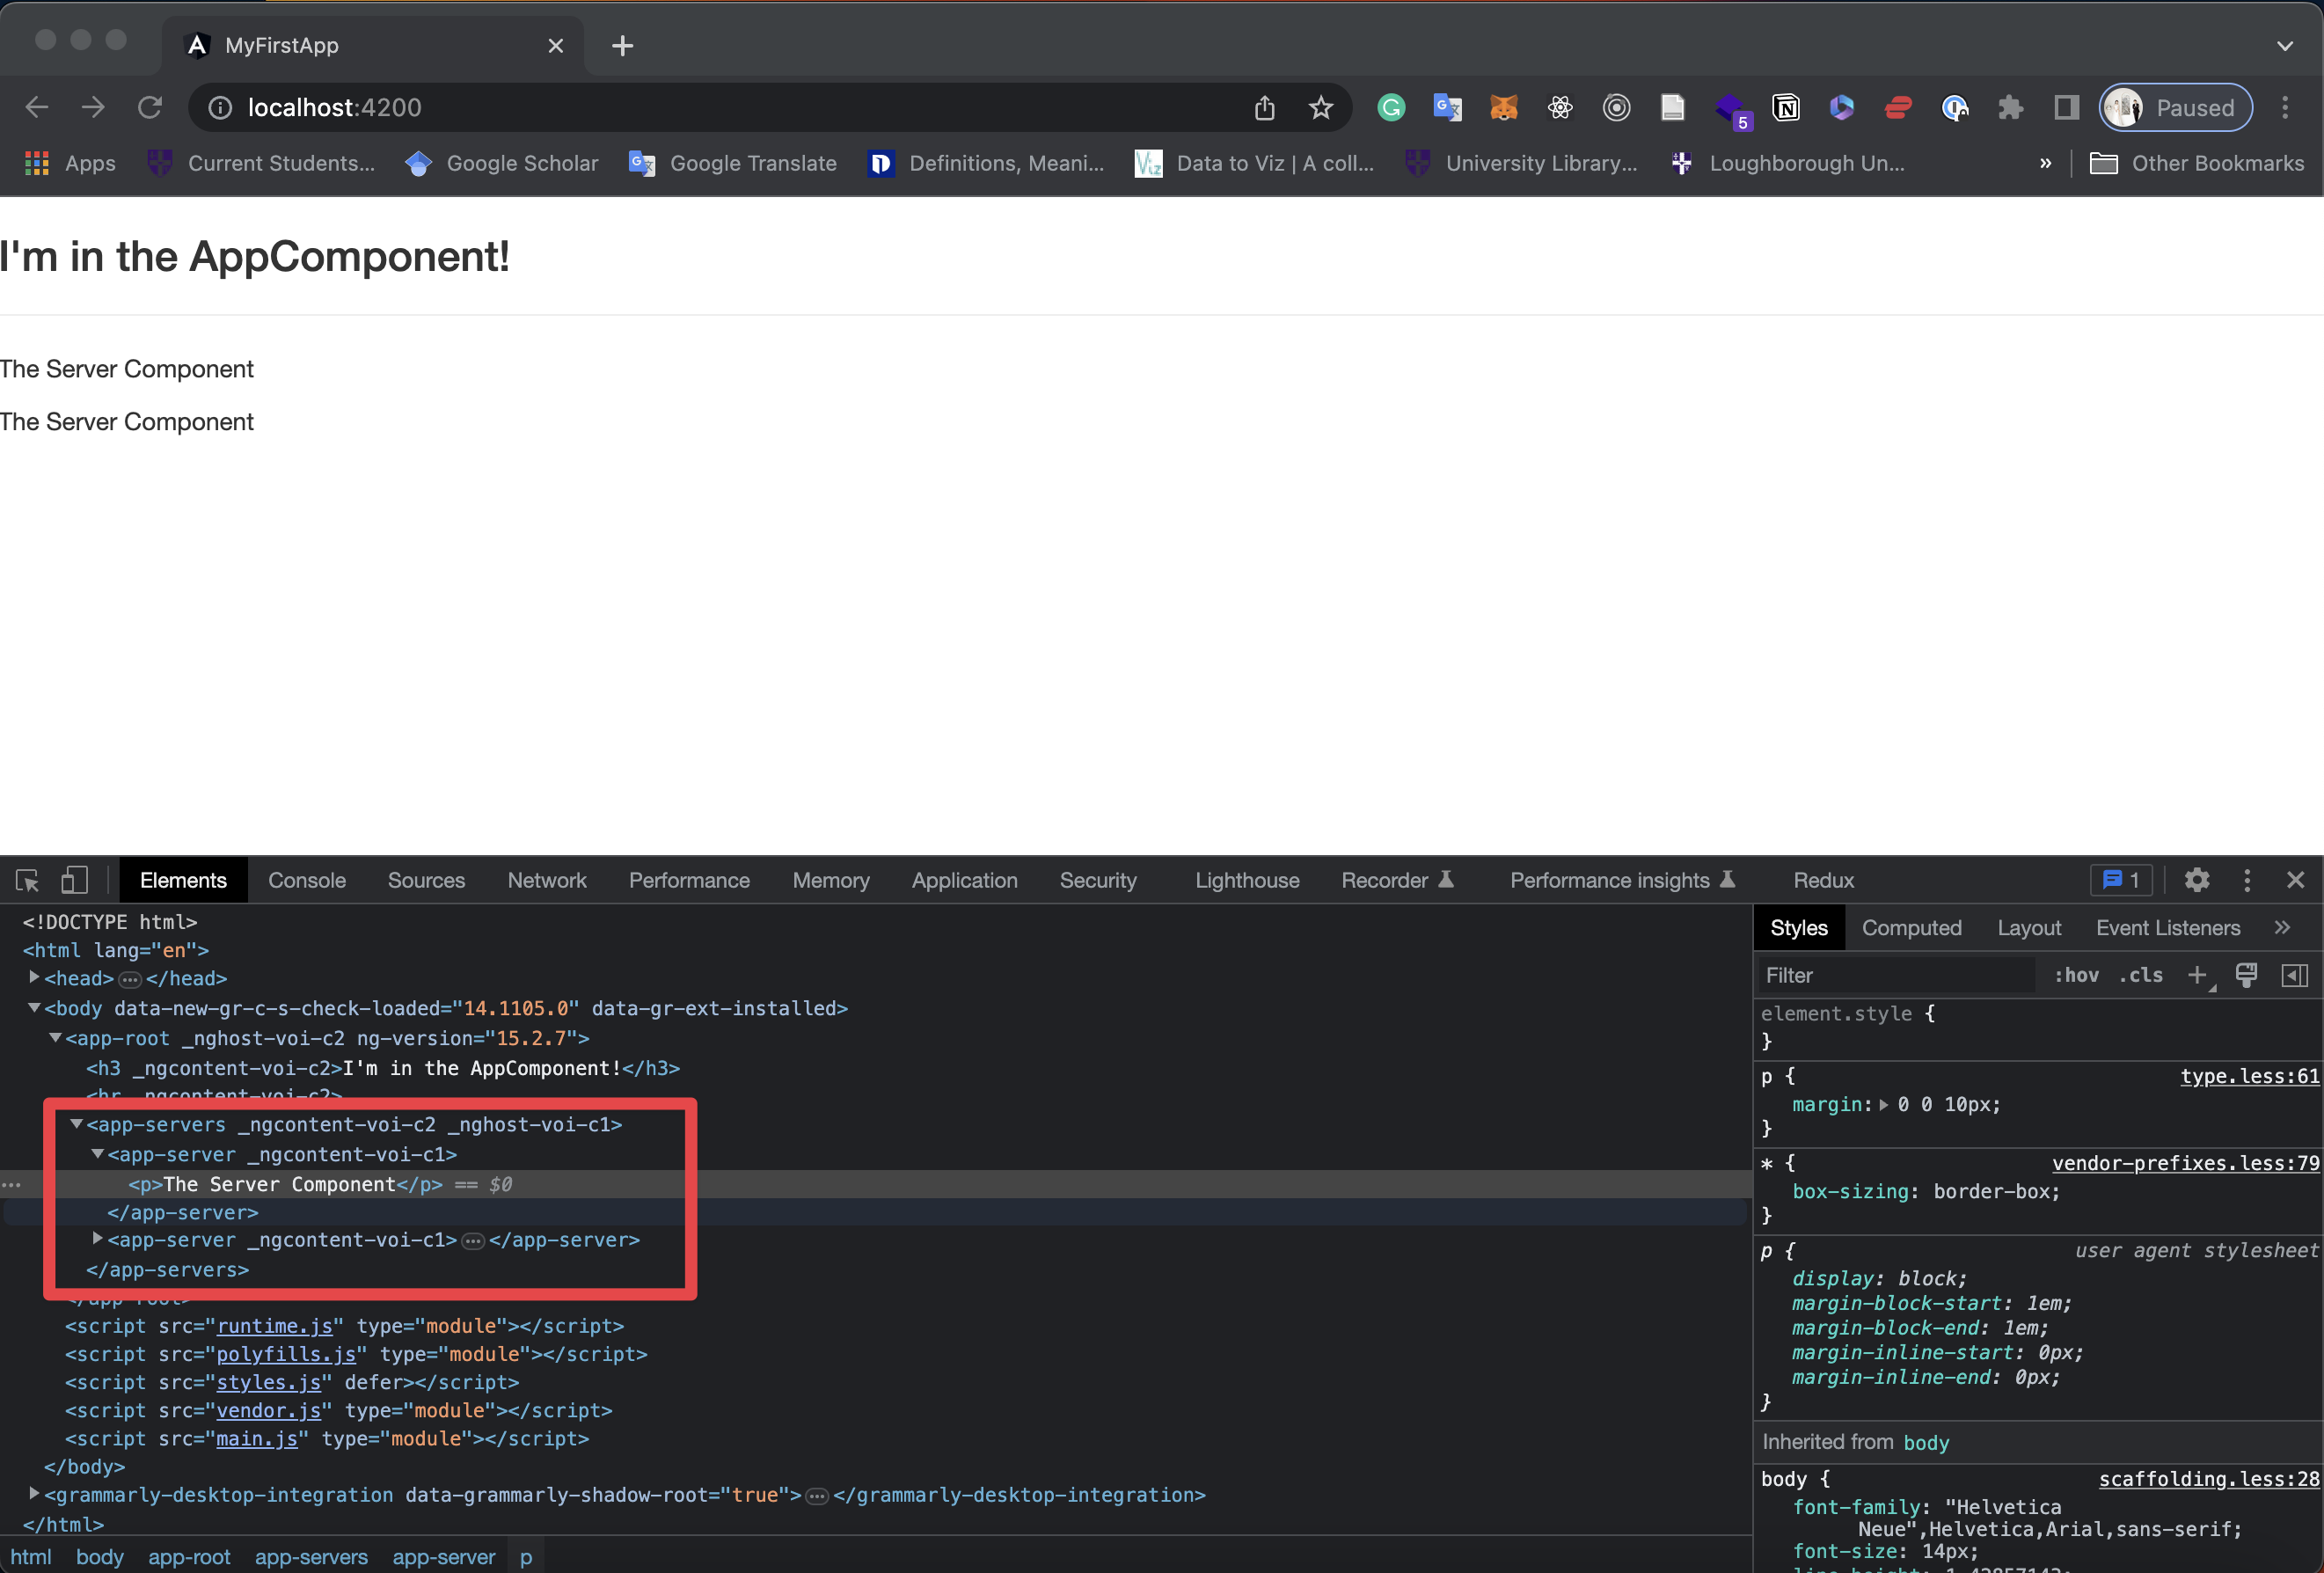 MyFirstApp
localhost:4200
5
Paused
Apps
Current Students...
Google Scholar
Google Translate
Definitions, Meani...
Data to Viz | A coll...
University Library...
Loughborough Un...
»
Other Bookmarks
I'm in the AppComponent!
The Server Component
The Server Component
Elements
Console
Sources
Network
Performance
Memory
Application
Security
Lighthouse
Recorder
Performance insights
Redux
1
<!DOCTYPE html>
<html lang="en">
<head>…</head>
<body data-new-gr-c-s-check-loaded="14.1105.0" data-gr-ext-installed>
<app-root _nghost-voi-c2 ng-version="15.2.7">
<h3 _ngcontent-voi-c2>I'm in the AppComponent!</h3>
<hr _ngcontent-voi-c2>
<app-servers _ngcontent-voi-c2 _nghost-voi-c1>
<app-server _ngcontent-voi-c1>
<p>The Server Component</p> == $0
</app-server>
<app-server _ngcontent-voi-c1>…</app-server>
</app-servers>
</app-root>
<script src="runtime.js" type="module"></script>
<script src="polyfills.js" type="module"></script>
<script src="styles.js" defer></script>
<script src="vendor.js" type="module"></script>
<script src="main.js" type="module"></script>
</body>
<grammarly-desktop-integration data-grammarly-shadow-root="true">…</grammarly-desktop-integration>
</html>
html body app-root app-servers app-server p
Styles
Computed
Layout
Event Listeners
»
Filter
:hov
.cls
element.style {
}
p {
type.less:61
margin: 0 0 10px;
}
* {
vendor-prefixes.less:79
box-sizing: border-box;
}
p {
user agent stylesheet
display: block;
margin-block-start: 1em;
margin-block-end: 1em;
margin-inline-start: 0px;
margin-inline-end: 0px;
}
Inherited from body
body {
scaffolding.less:28
font-family: "Helvetica
Neue",Helvetica,Arial,sans-serif;
font-size: 14px;
line-height: 1.42857143;